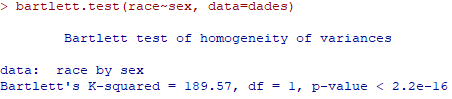 > bartlett.test(race~sex, data=dades)
Bartlett test of homogeneity of variances
data:  race by sex
Bartlett's K-squared = 189.57, df = 1, p-value < 2.2e-16